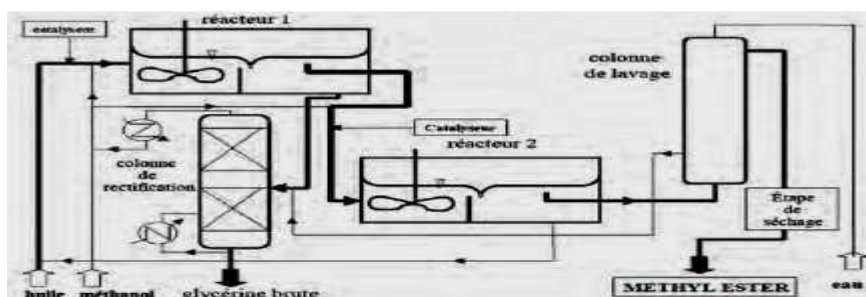 réacteur 1
catalyseur
colonne
de lavage
Catalyseur
réacteur 2
colonne
de
rectification
Étape
de
séchage
huile
méthanol
glycérine brute
METHYL ESTER
eau